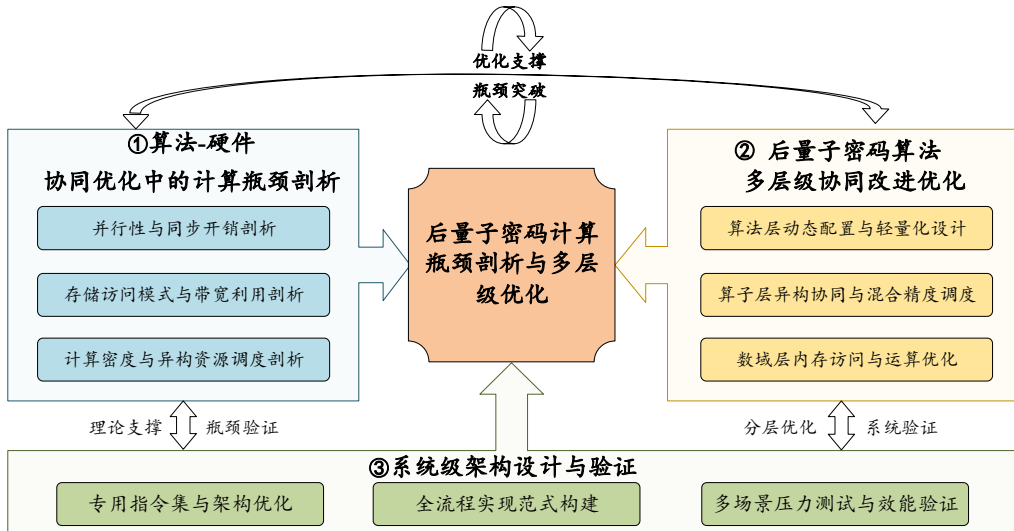 优化支撑
瓶颈突破
①算法-硬件
协同优化中的计算瓶颈剖析
并行性与同步开销剖析
存储访问模式与带宽利用剖析
计算密度与异构资源调度剖析
后量子密码计算
瓶颈剖析与多层
级优化
② 后量子密码算法
多层级协同改进优化
算法层动态配置与轻量化设计
算子层异构协同与混合精度调度
数域层内存访问与运算优化
理论支撑
瓶颈验证
分层优化
系统验证
③系统级架构设计与验证
专用指令集与架构优化
全流程实现范式构建
多场景压力测试与效能验证